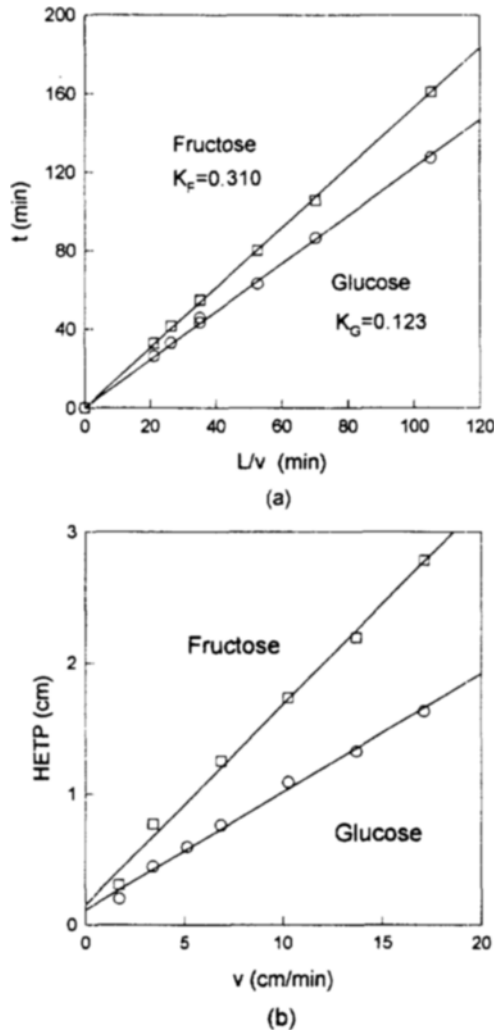 200
160
120
80
40
0
t (min)
Fructose
K_F=0.310
Glucose
K_G=0.123
0 20 40 60 80 100 120
L/v (min)
(a)
3
2
1
0
HETP (cm)
Fructose
Glucose
0 5 10 15 20
v (cm/min)
(b)